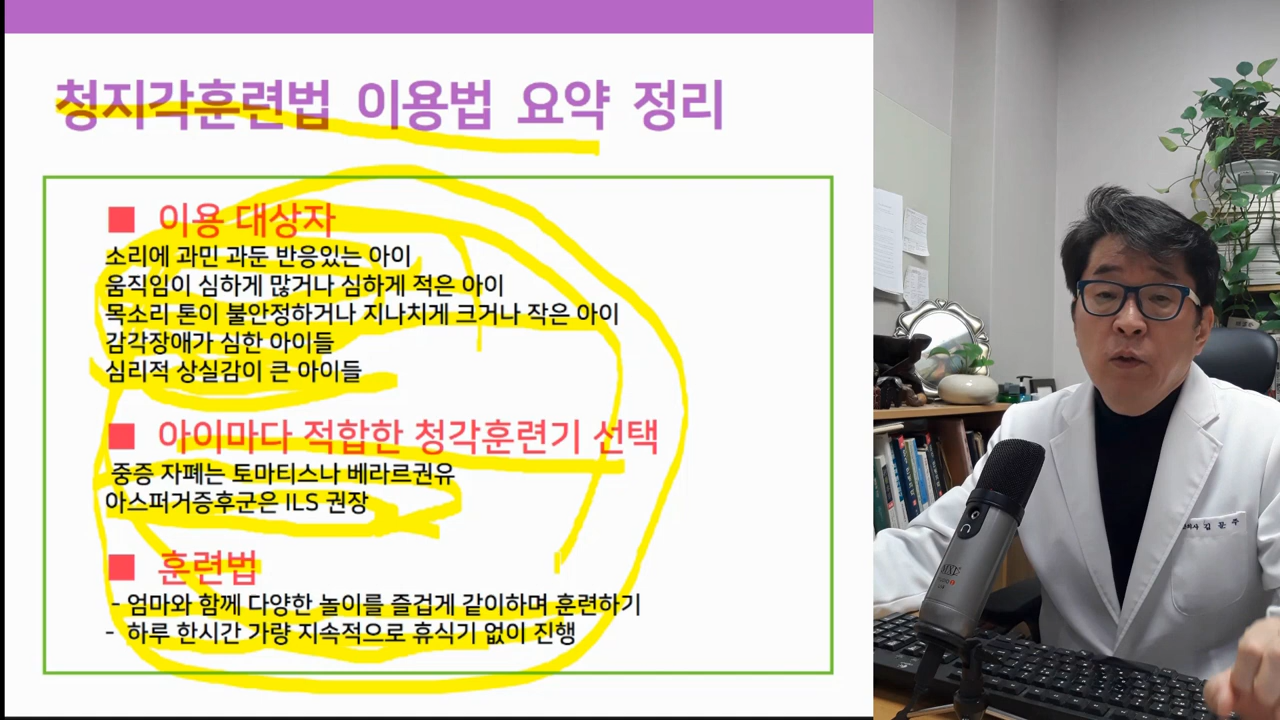 청지각훈련법 이용법 요약 정리
■ 이용 대상자
소리에 과민 과둔 반응있는 아이
움직임이 심하게 많거나 심하게 적은 아이
목소리 톤이 불안정하거나 지나치게 크거나 작은 아이
감각장애가 심한 아이들
심리적 상실감이 큰 아이들
■ 아이마다 적합한 청각훈련기 선택
중증 자폐는 토마티스나 베라르권유
아스퍼거증후군은 ILS 권장
■ 훈련법
- 엄마와 함께 다양한 놀이를 즐겁게 같이하며 훈련하기
- 하루 한시간 가량 지속적으로 휴식기 없이 진행
김 문 주
MXL